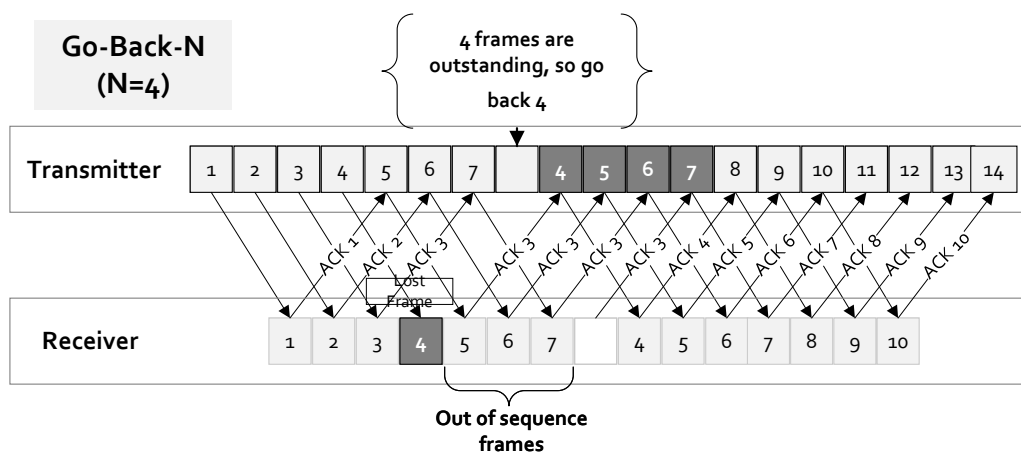 Go-Back-N
(N=4)
4 frames are
outstanding, so go
back 4
Transmitter
1 2 3 4 5 6 7 4 5 6 7 8 9 10 11 12 13 14
ACK 1 ACK 2 ACK 3 ACK 3 ACK 3 ACK 3 ACK 3 ACK 4 ACK 5 ACK 6 ACK 7 ACK 8 ACK 9 ACK 10
Lost
Frame
Receiver
1 2 3 4 5 6 7 4 5 6 7 8 9 10
Out of sequence
frames